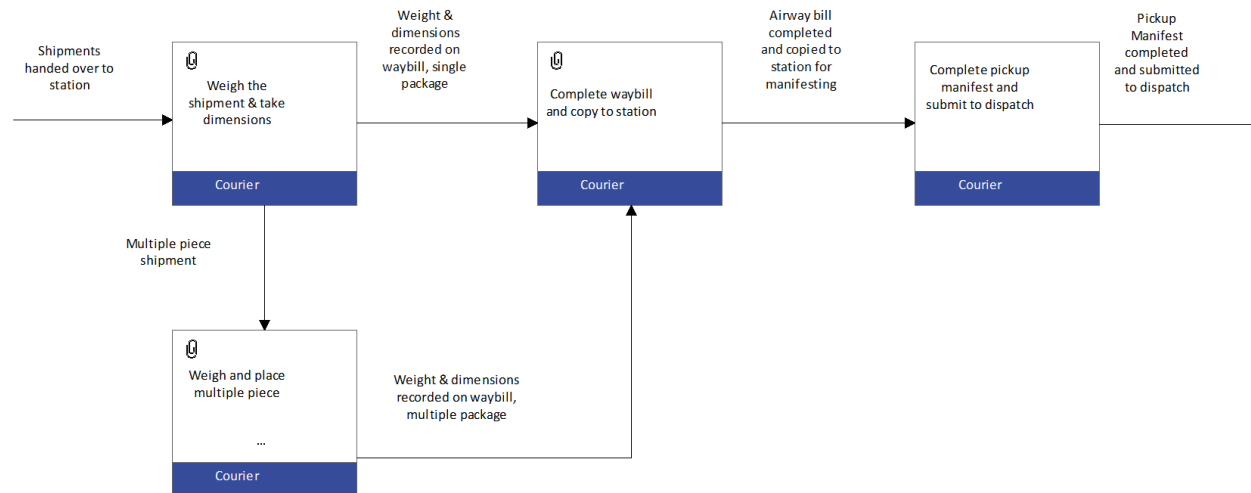 Shipments
handed over to
station
Weigh the
shipment & take
dimensions
Courier
Weight &
dimensions
recorded on
waybill, single
package
Complete waybill
and copy to station
Courier
Airway bill
completed
and copied to
station for
manifesting
Complete pickup
manifest and
submit to dispatch
Courier
Pickup
Manifest
completed
and submitted
to dispatch
Multiple piece
shipment
Weigh and place
multiple piece
...
Courier
Weight & dimensions
recorded on waybill,
multiple package